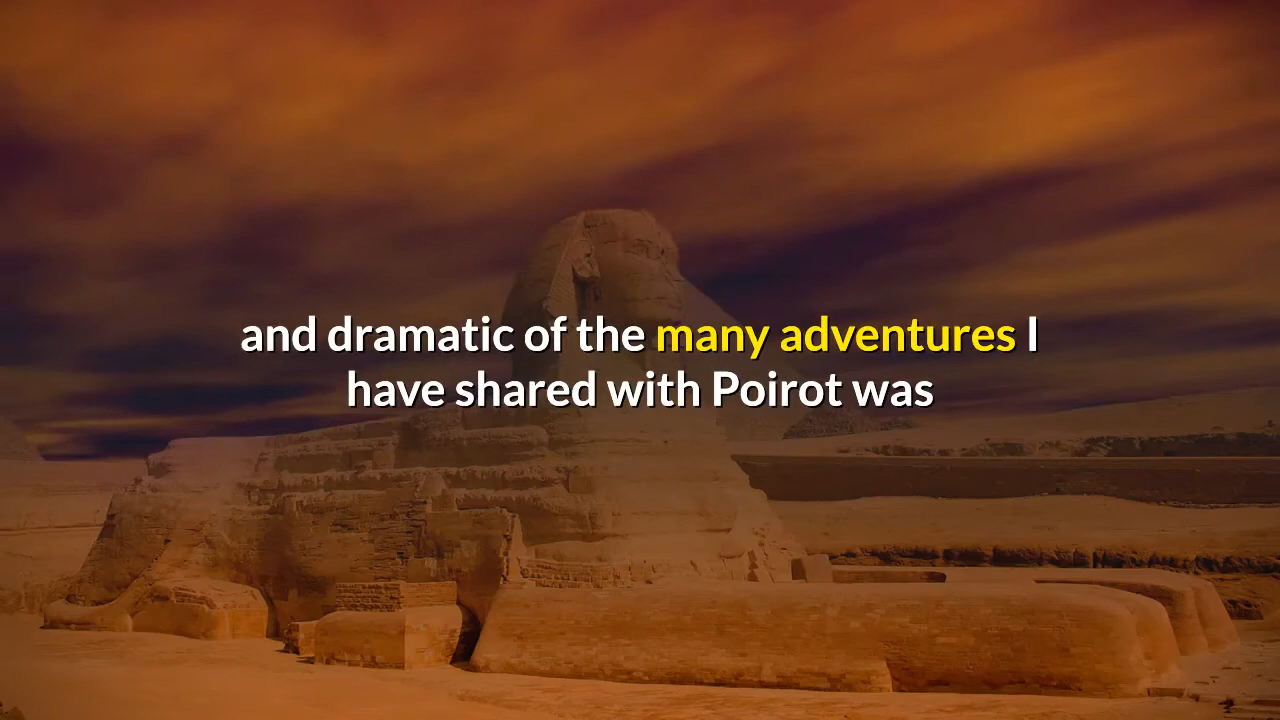 and dramatic of the many adventures I
have shared with Poirot was